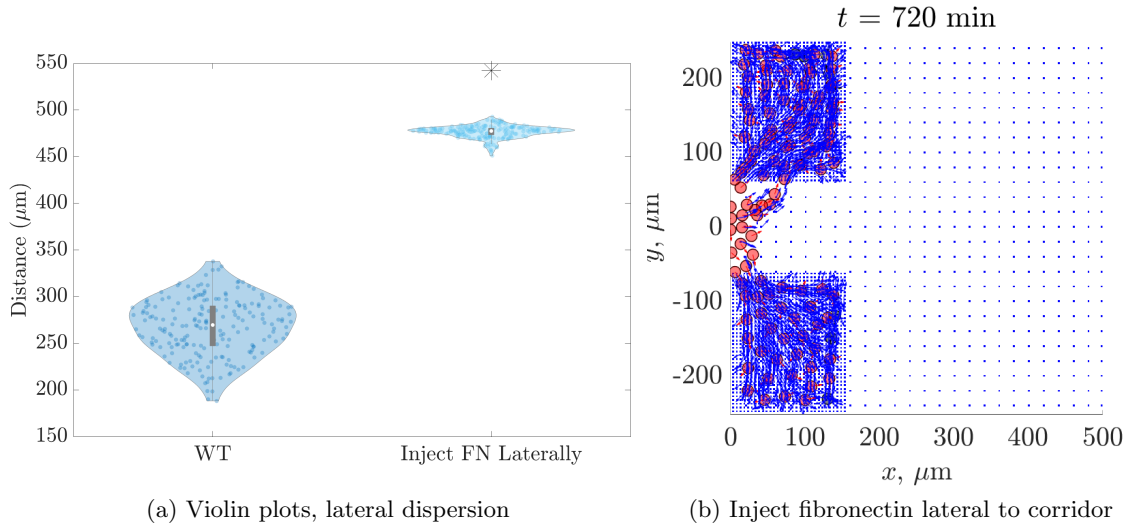 550
500
450
400
350
300
250
200
150
Distance (μm)
WT
Inject FN Laterally
(a) Violin plots, lateral dispersion
t = 720 min
200
100
0
-100
-200
y, μm
0
100
200
300
400
500
x, μm
(b) Inject fibronectin lateral to corridor